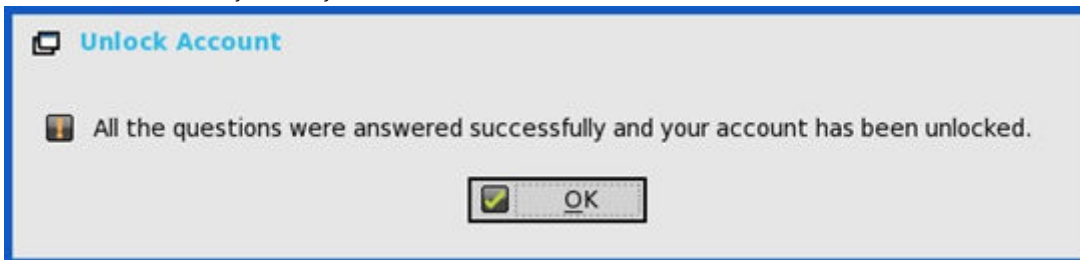 Unlock Account
All the questions were answered successfully and your account has been unlocked.
OK